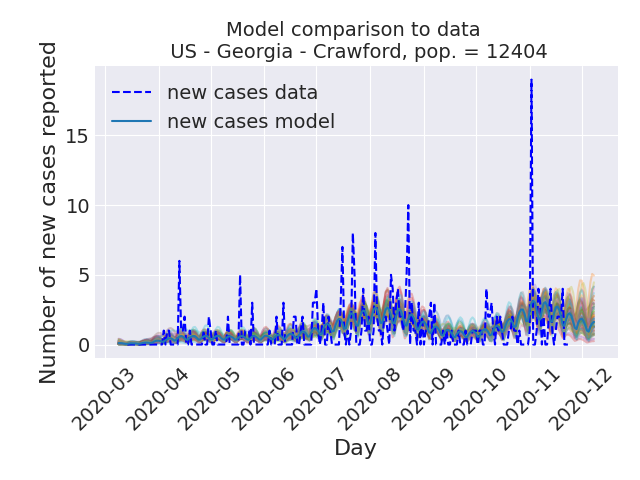 Model comparison to data
US - Georgia - Crawford, pop. = 12404
new cases data
new cases model
Number of new cases reported
15
10
5
0
2020-03
2020-04
2020-05
2020-06
2020-07
2020-08
2020-09
2020-10
2020-11
2020-12
Day